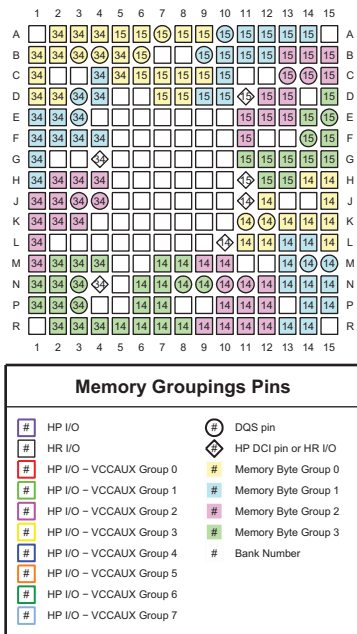 1 2 3 4 5 6 7 8 9 10 11 12 13 14 15
A 34 34 34 15 15 15 15 15 15 15 15 15 15 A
B 34 34 34 34 34 15 15 15 15 15 15 15 15 B
C 34 34 34 15 15 15 15 15 15 15 15 C
D 34 34 34 34 15 15 15 15 15 15 15 15 D
E 34 34 34 15 15 15 15 15 E
F 34 34 34 34 15 15 15 F
G 34 34 15 15 15 15 15 G
H 34 34 34 34 15 15 15 14 14 H
J 34 34 34 34 14 14 14 J
K 34 34 34 14 14 14 14 14 K
L 34 14 14 14 14 14 14 L
M 34 34 34 34 14 14 14 14 14 14 14 M
N 34 34 34 34 14 14 14 14 14 14 14 14 14 14 N
P 34 34 34 14 14 14 14 14 14 14 P
R 34 34 34 14 14 14 14 14 14 14 14 14 14 R
1 2 3 4 5 6 7 8 9 10 11 12 13 14 15
Memory Groupings Pins
# HP I/O
# HR I/O
# HP I/O − VCCAUX Group 0
# HP I/O − VCCAUX Group 1
# HP I/O − VCCAUX Group 2
# HP I/O − VCCAUX Group 3
# HP I/O − VCCAUX Group 4
# HP I/O − VCCAUX Group 5
# HP I/O − VCCAUX Group 6
# HP I/O − VCCAUX Group 7
# DQS pin
# HP DCI pin or HR I/O
# Memory Byte Group 0
# Memory Byte Group 1
# Memory Byte Group 2
# Memory Byte Group 3
# Bank Number